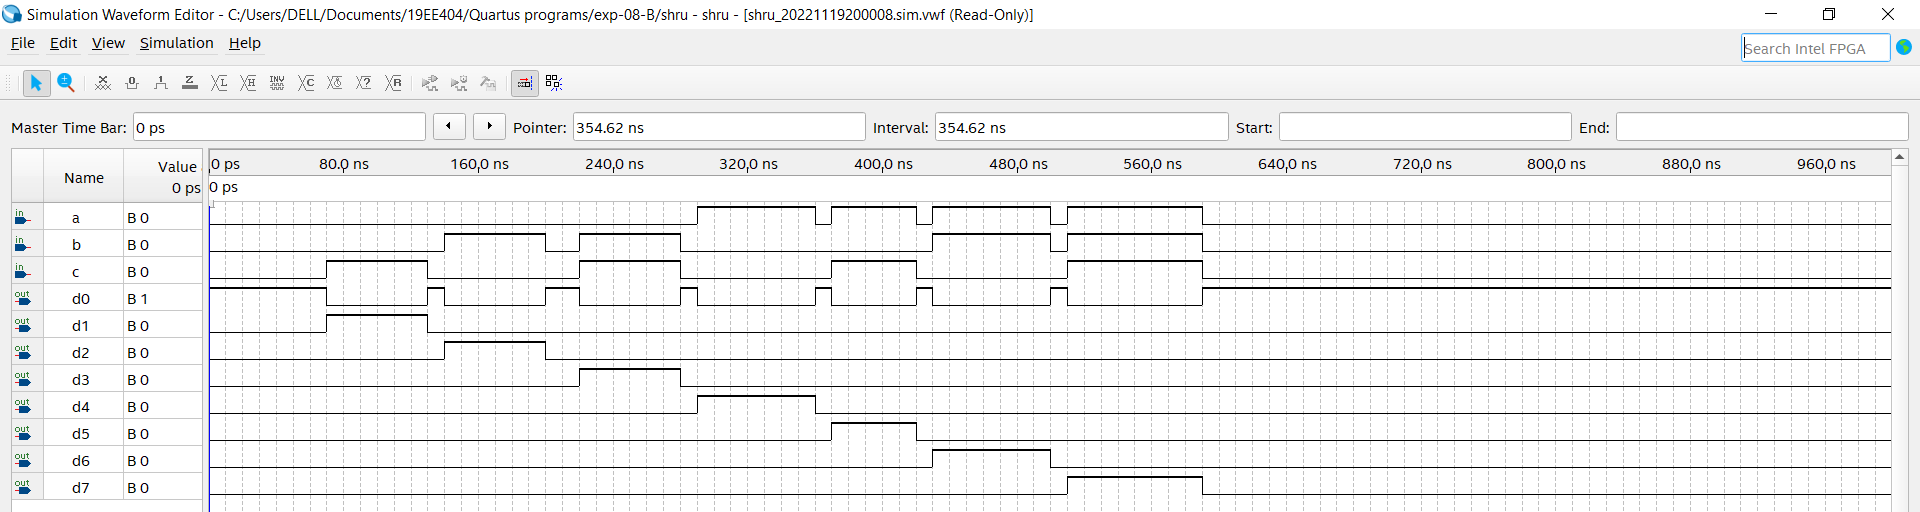 Simulation Waveform Editor - C:/Users/DELL/Documents/19EE404/Quartus programs/exp-08-B/shru - shru - [shru_20221119200008.sim.vwf (Read-Only)]
File Edit View Simulation Help
Search Intel FPGA
Master Time Bar: 0 ps Pointer: 354.62 ns Interval: 354.62 ns Start: End:
Name Value 0 ps
0 ps 80.0 ns 160.0 ns 240.0 ns 320.0 ns 400.0 ns 480.0 ns 560.0 ns 640.0 ns 720.0 ns 800.0 ns 880.0 ns 960.0 ns
0 ps
in a B 0
in b B 0
in c B 0
out d0 B 1
out d1 B 0
out d2 B 0
out d3 B 0
out d4 B 0
out d5 B 0
out d6 B 0
out d7 B 0